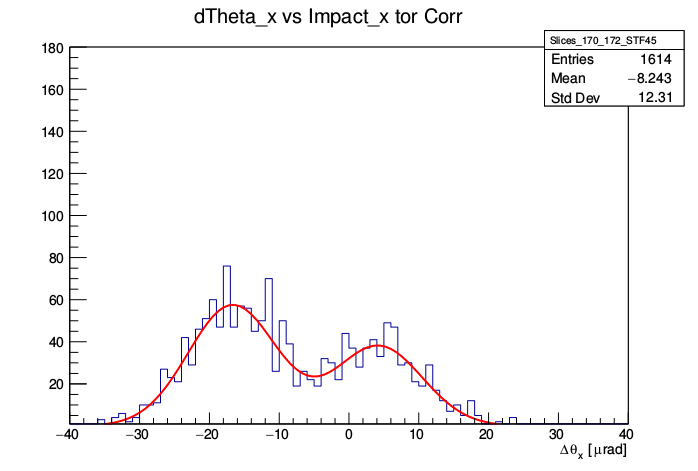 dTheta_x vs Impact_x tor Corr
Slices_170_172_STF45
Entries 1614
Mean −8.243
Std Dev 12.31
180
160
140
120
100
80
60
40
20
−40 −30 −20 −10 0 10 20 30 40
Δθx [μrad]